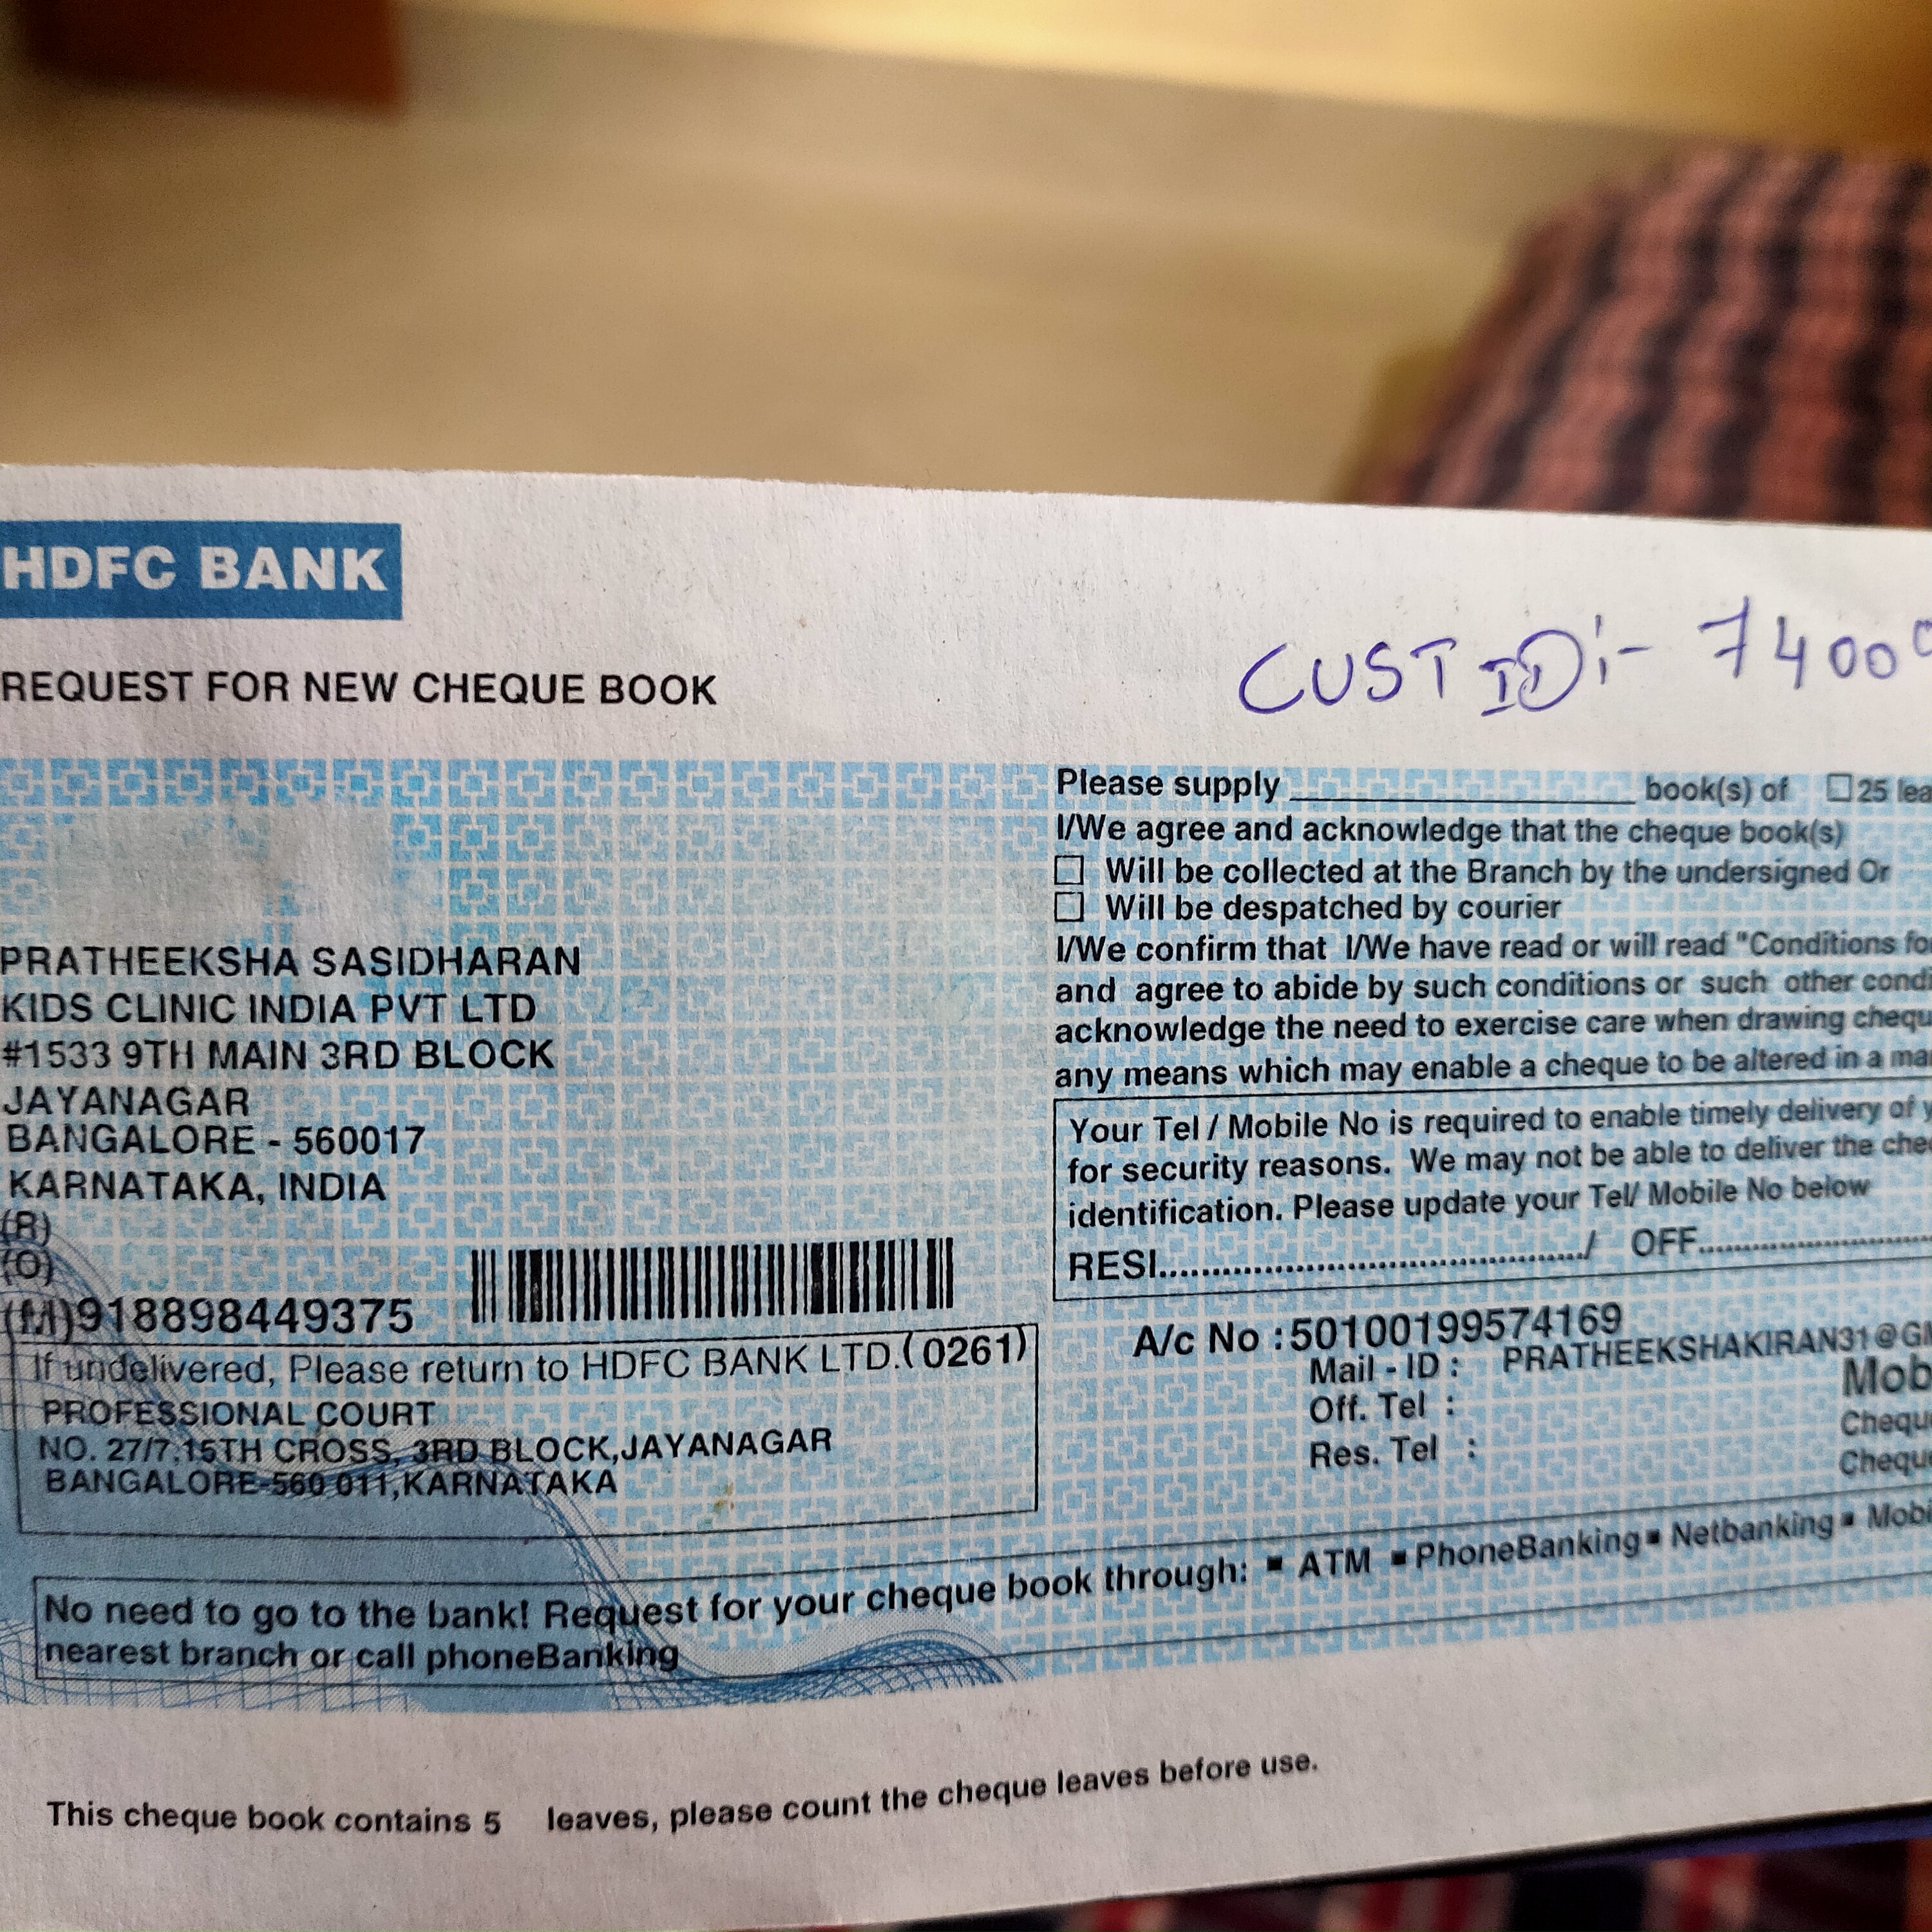 HDFC BANK
CUST ID:- 7400
REQUEST FOR NEW CHEQUE BOOK
PRATHEEKSHA SASIDHARAN
KIDS CLINIC INDIA PVT LTD
#1533 9TH MAIN 3RD BLOCK
JAYANAGAR
BANGALORE - 560017
KARNATAKA, INDIA
(R)
(O)
(M)918898449375
If undelivered, Please return to HDFC BANK LTD.(0261)
PROFESSIONAL COURT
NO. 27/7,15TH CROSS, 3RD BLOCK,JAYANAGAR
BANGALORE-560 011,KARNATAKA
Please supply book(s) of 25
I/We agree and acknowledge that the cheque book(s)
Will be collected at the Branch by the undersigned Or
Will be despatched by courier
I/We confirm that I/We have read or will read "Conditions
and agree to abide by such conditions or such other
acknowledge the need to exercise care when drawing
any means which may enable a cheque to be altered in a
Your Tel / Mobile No is required to enable timely delivery of
for security reasons. We may not be able to deliver the
identification. Please update your Tel/ Mobile No below
RESI............................................/ OFF..........................
A/c No :50100199574169
Mail - ID : PRATHEEKSHAKIRAN31@G
Off. Tel :
Res. Tel :
Mob
Chequ
Chequ
No need to go to the bank! Request for your cheque book through: ▪ ATM ▪ PhoneBanking ▪ Netbanking ▪ Mob
nearest branch or call phoneBanking
This cheque book contains 5 leaves, please count the cheque leaves before use.